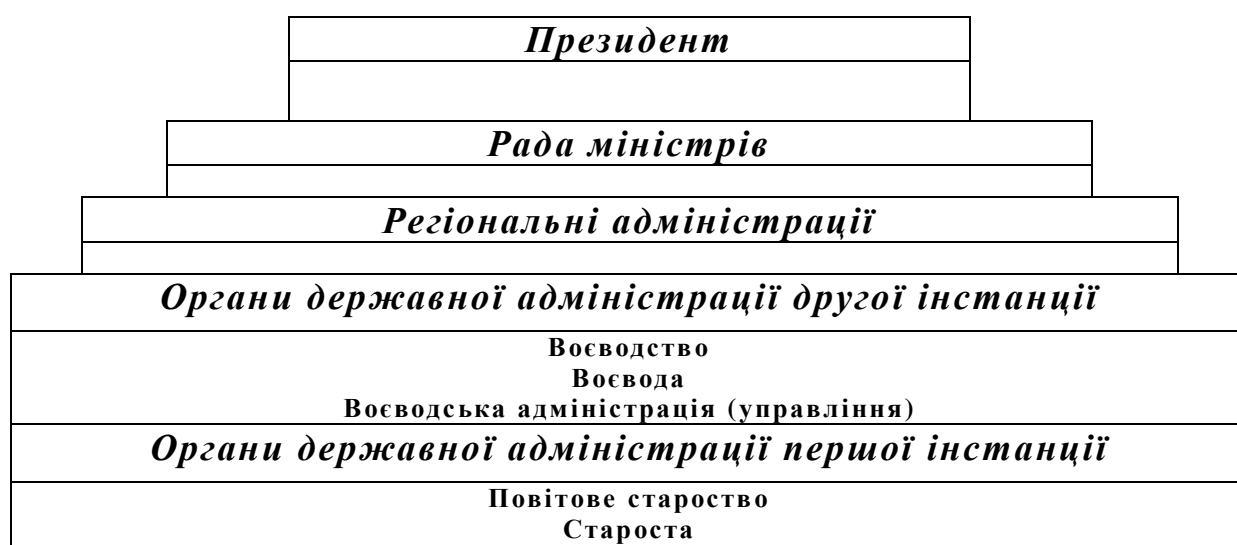 Президент
Рада міністрів
Регіональні адміністрації
Органи державної адміністрації другої інстанції
Воєводство
Воєвода
Воєводська адміністрація (управління)
Органи державної адміністрації першої інстанції
Повітове староство
Староста